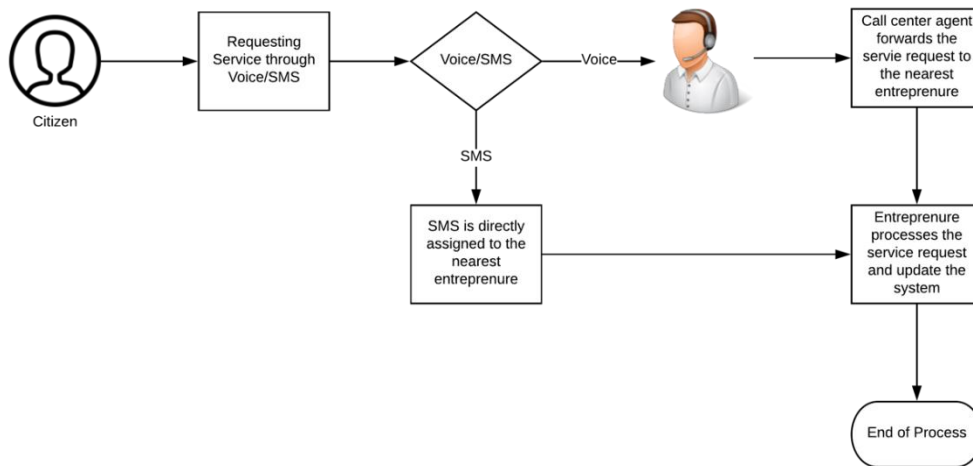 Citizen
Requesting
Service through
Voice/SMS
Voice/SMS
Voice
Call center agent
forwards the
servie request to
the nearest
entreprenure
SMS
SMS is directly
assigned to the
nearest
entreprenure
Entreprenure
processes the
service request
and update the
system
End of Process